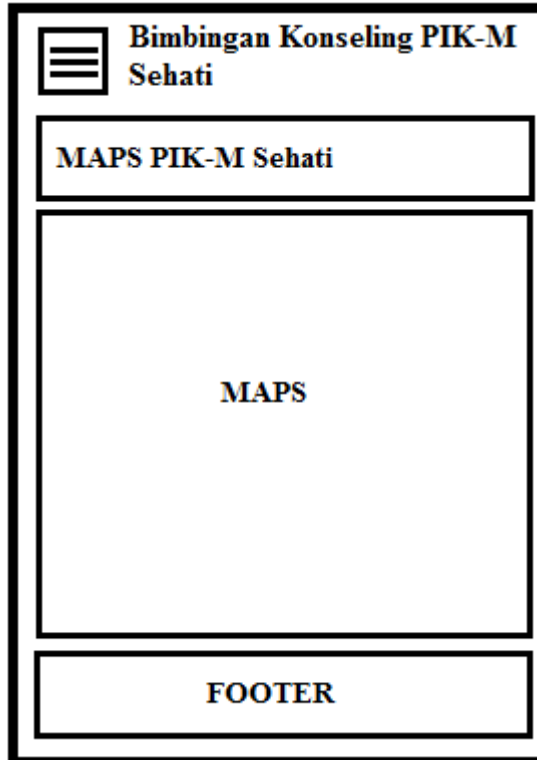 Bimbingan Konseling PIK-M
Sehati
MAPS PIK-M Sehati
MAPS
FOOTER